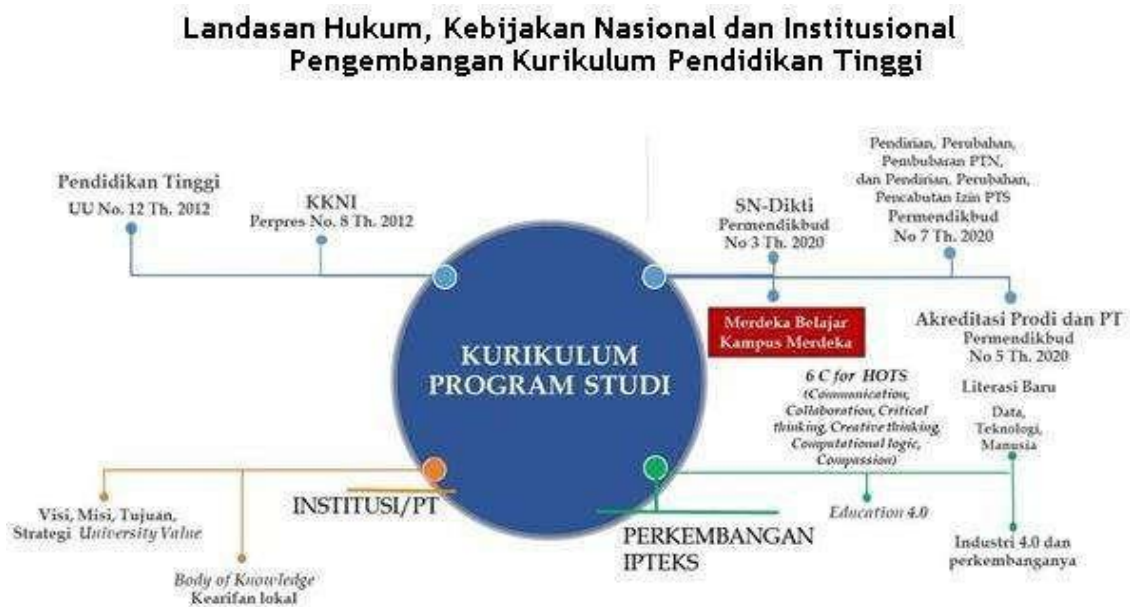 Landasan Hukum, Kebijakan Nasional dan Institusional
Pengembangan Kurikulum Pendidikan Tinggi
Pendidikan Tinggi
UU No. 12 Th. 2012
KKNI
Perpres No. 8 Th. 2012
SN-Dikti
Permendikbud
No 3 Th. 2020
Pendirian, Perubahan,
Pembubaran PTN,
dan Pendirian, Perubahan,
Pencabutan Izin PTS
Permendikbud
No 7 Th. 2020
Merdeka Belajar
Kampus Merdeka
Akreditasi Prodi dan PT
Permendikbud
No 5 Th. 2020
KURIKULUM
PROGRAM STUDI
6 C for HOTS
(Communication,
Collaboration, Critical
thinking, Creative thinking,
Computational logic,
Compassion)
Literasi Baru
Data,
Teknologi,
Manusia
INSTITUSI/PT
Visi, Misi, Tujuan,
Strategi University Value
Body of Knowledge
Kearifan lokal
PERKEMBANGAN
IPTEKS
Education 4.0
Industri 4.0 dan
perkembanganya